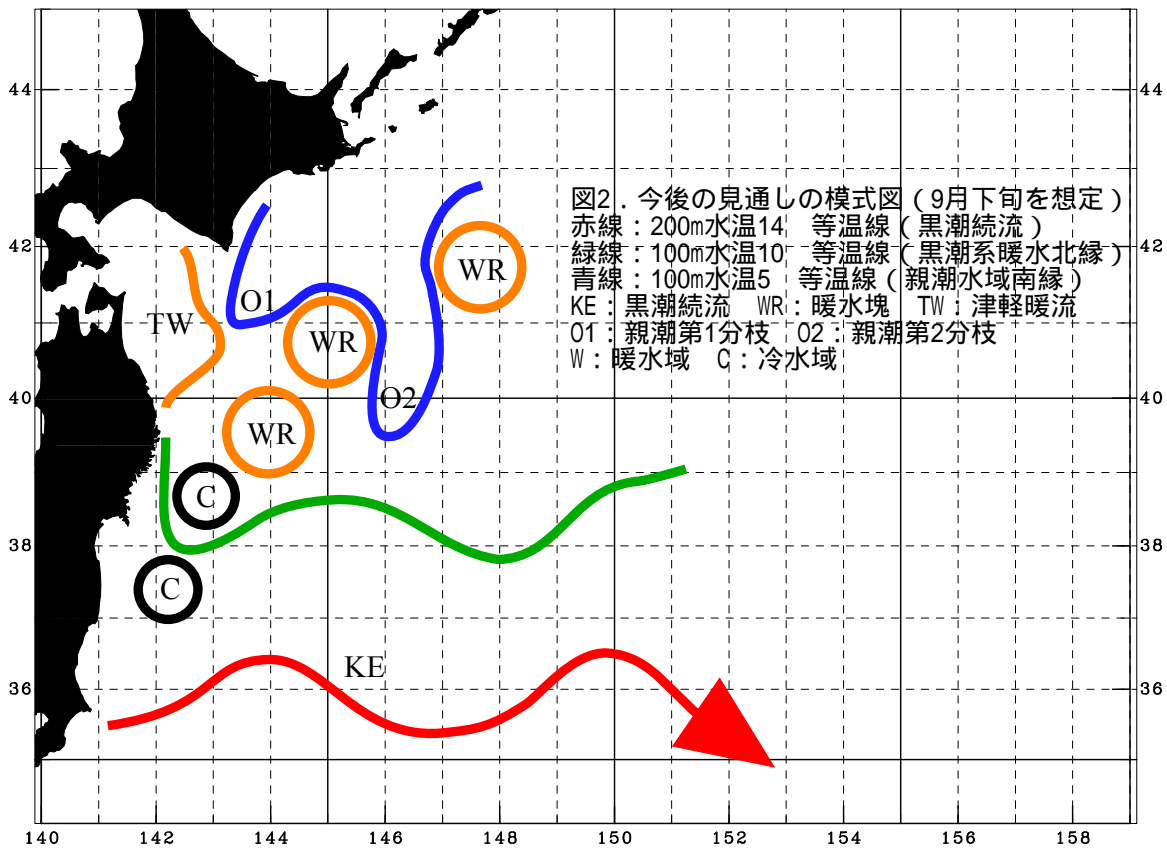 44
44
図2．今後の見通しの模式図（9月下旬を想定）
赤線：200m水温14　等温線（黒潮続流）
42
42
緑線：100m水温10　等温線（黒潮系暖水北縁）
青線：100m水温5　等温線（親潮水域南縁）
KE：黒潮続流　WR：暖水塊　TW：津軽暖流
O1：親潮第1分枝　O2：親潮第2分枝
W：暖水域　C：冷水域
WR
O1
TW
WR
O2
40
40
WR
C
38
38
C
KE
36
36
140
142
144
146
148
150
152
154
156
158